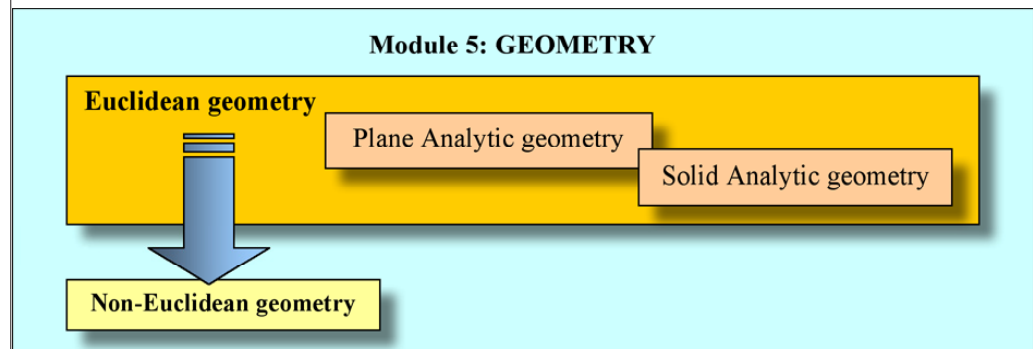 Module 5: GEOMETRY
Euclidean geometry
Plane Analytic geometry
Solid Analytic geometry
Non-Euclidean geometry